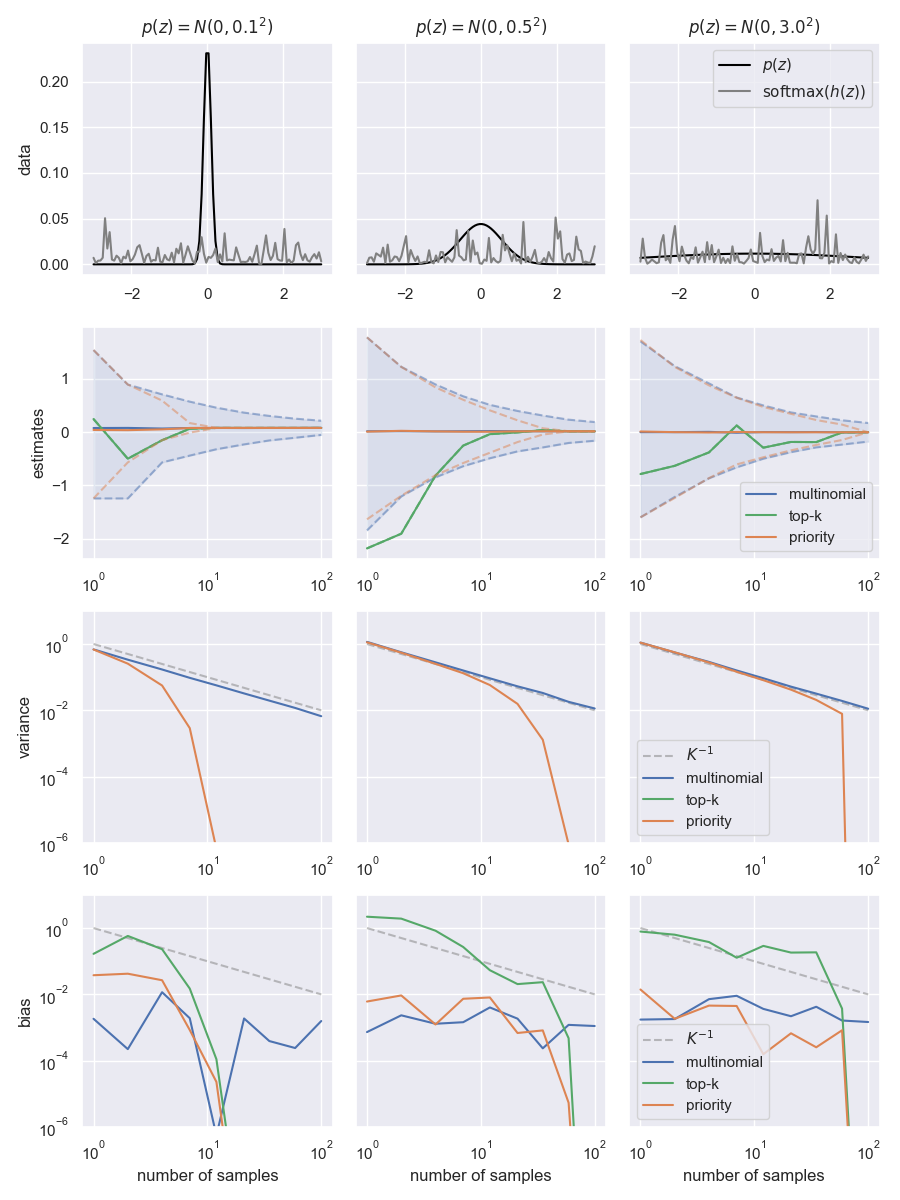 p(z) = N(0, 0.1²) p(z) = N(0, 0.5²) p(z) = N(0, 3.0²)
data
0.20
0.15
0.10
0.05
0.00
p(z)
softmax(h(z))
−2 0 2 −2 0 2 −2 0 2
estimates
1
0
−1
−2
multinomial
top-k
priority
10⁰ 10¹ 10² 10⁰ 10¹ 10² 10⁰ 10¹ 10²
variance
10⁰
10⁻²
10⁻⁴
10⁻⁶
K⁻¹
multinomial
top-k
priority
10⁰ 10¹ 10² 10⁰ 10¹ 10² 10⁰ 10¹ 10²
bias
10⁰
10⁻²
10⁻⁴
10⁻⁶
K⁻¹
multinomial
top-k
priority
10⁰ 10¹ 10² 10⁰ 10¹ 10² 10⁰ 10¹ 10²
number of samples number of samples number of samples